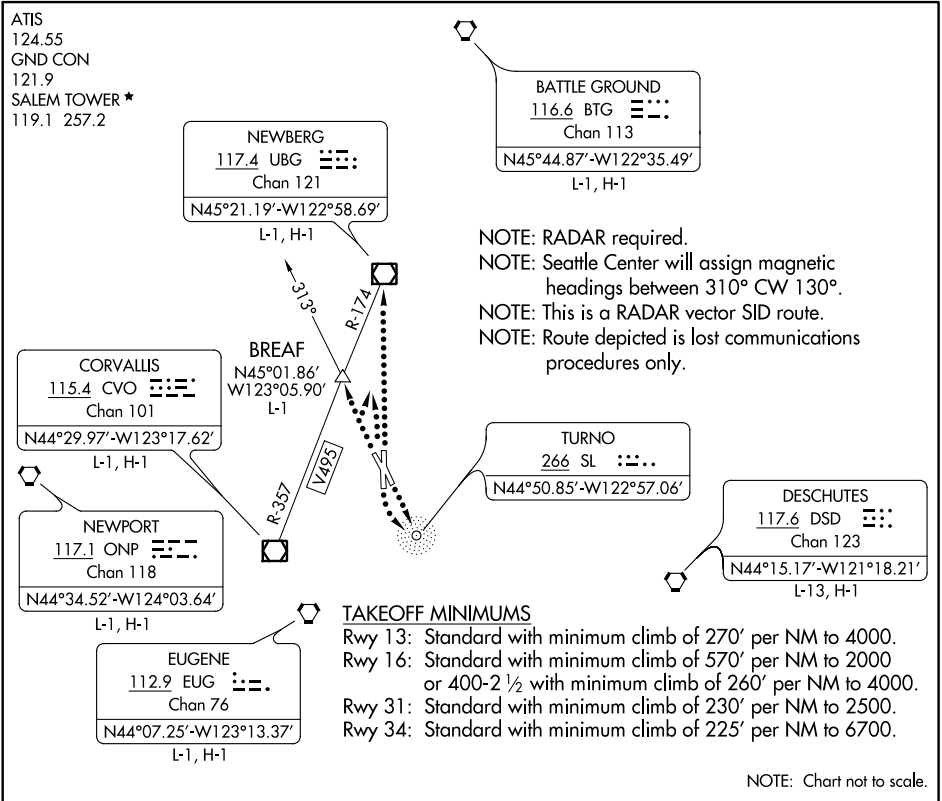 ATIS
124.55
GND CON
121.9
SALEM TOWER ★
119.1 257.2
BATTLE GROUND
116.6 BTG
Chan 113
N45°44.87'-W122°35.49'
L-1, H-1
NEWBERG
117.4 UBG
Chan 121
N45°21.19'-W122°58.69'
L-1, H-1
NOTE: RADAR required.
NOTE: Seattle Center will assign magnetic
headings between 310° CW 130°.
NOTE: This is a RADAR vector SID route.
NOTE: Route depicted is lost communications
procedures only.
313°
R-174
BREAF
N45°01.86'
W123°05.90'
L-1
CORVALLIS
115.4 CVO
Chan 101
N44°29.97'-W123°17.62'
L-1, H-1
V495
R-357
TURNO
266 SL
N44°50.85'-W122°57.06'
NEWPORT
117.1 ONP
Chan 118
N44°34.52'-W124°03.64'
L-1, H-1
DESCHUTES
117.6 DSD
Chan 123
N44°15.17'-W121°18.21'
L-13, H-1
EUGENE
112.9 EUG
Chan 76
N44°07.25'-W123°13.37'
L-1, H-1
TAKEOFF MINIMUMS
Rwy 13: Standard with minimum climb of 270' per NM to 4000.
Rwy 16: Standard with minimum climb of 570' per NM to 2000
or 400-2 ½ with minimum climb of 260' per NM to 4000.
Rwy 31: Standard with minimum climb of 230' per NM to 2500.
Rwy 34: Standard with minimum climb of 225' per NM to 6700.
NOTE: Chart not to scale.